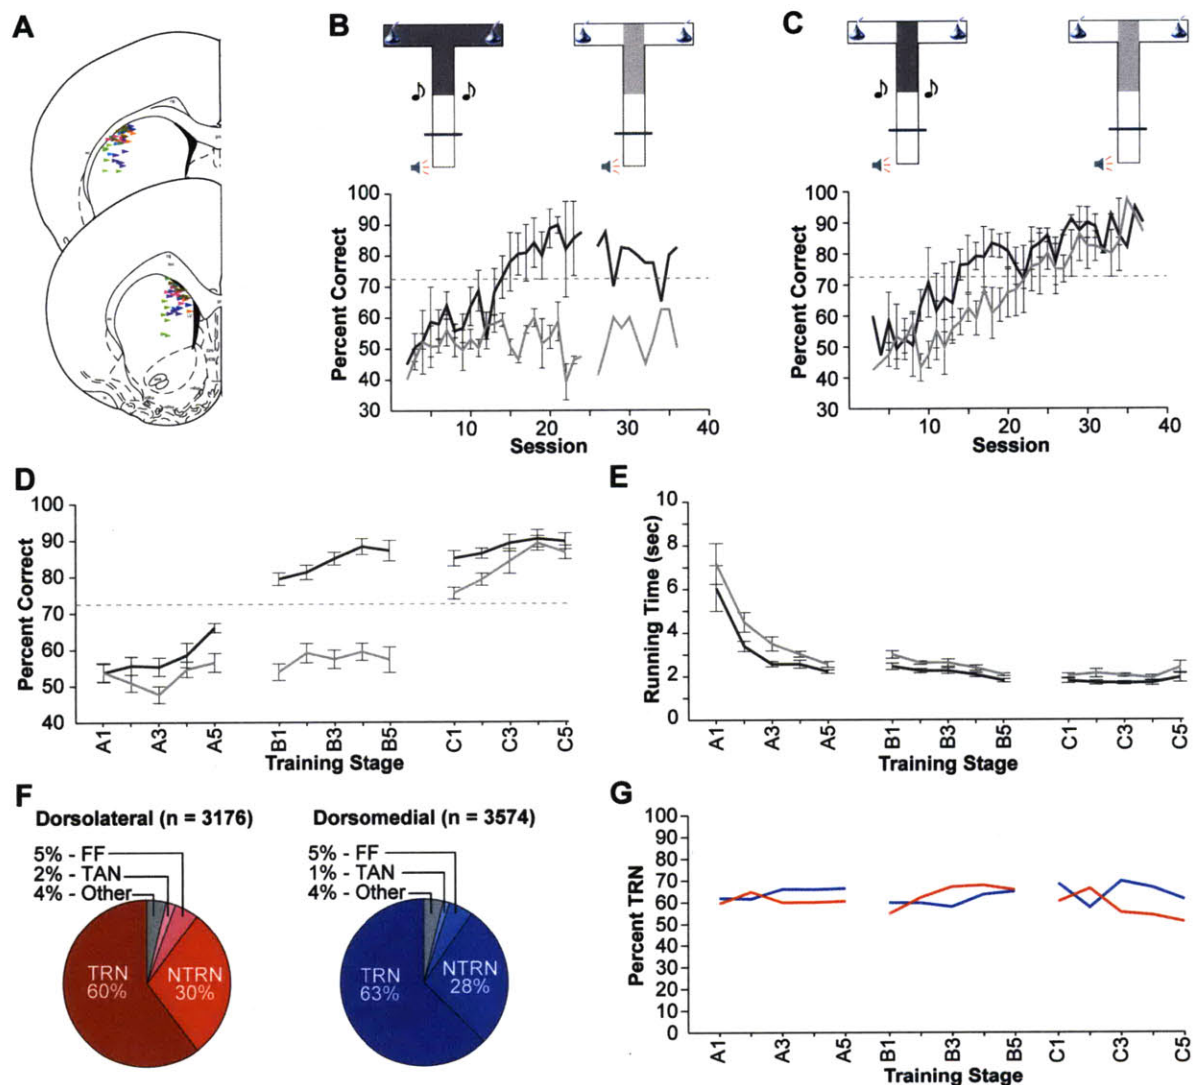 A
B
C
100
90
80
70
60
50
40
30
Percent Correct
10
20
30
40
Session
100
90
80
70
60
50
40
30
Percent Correct
10
20
30
40
Session
D
100
90
80
70
60
50
40
Percent Correct
A1
A3
A5
B1
B3
B5
C1
C3
C5
Training Stage
E
10
8
6
4
2
0
Running Time (sec)
A1
A3
A5
B1
B3
B5
C1
C3
C5
Training Stage
F
Dorsolateral (n = 3176)
5% - FF
2% - TAN
4% - Other
TRN
60%
NTRN
30%
Dorsomedial (n = 3574)
5% - FF
1% - TAN
4% - Other
TRN
63%
NTRN
28%
G
100
90
80
70
60
50
40
30
20
10
0
Percent TRN
A1
A3
A5
B1
B3
B5
C1
C3
C5
Training Stage